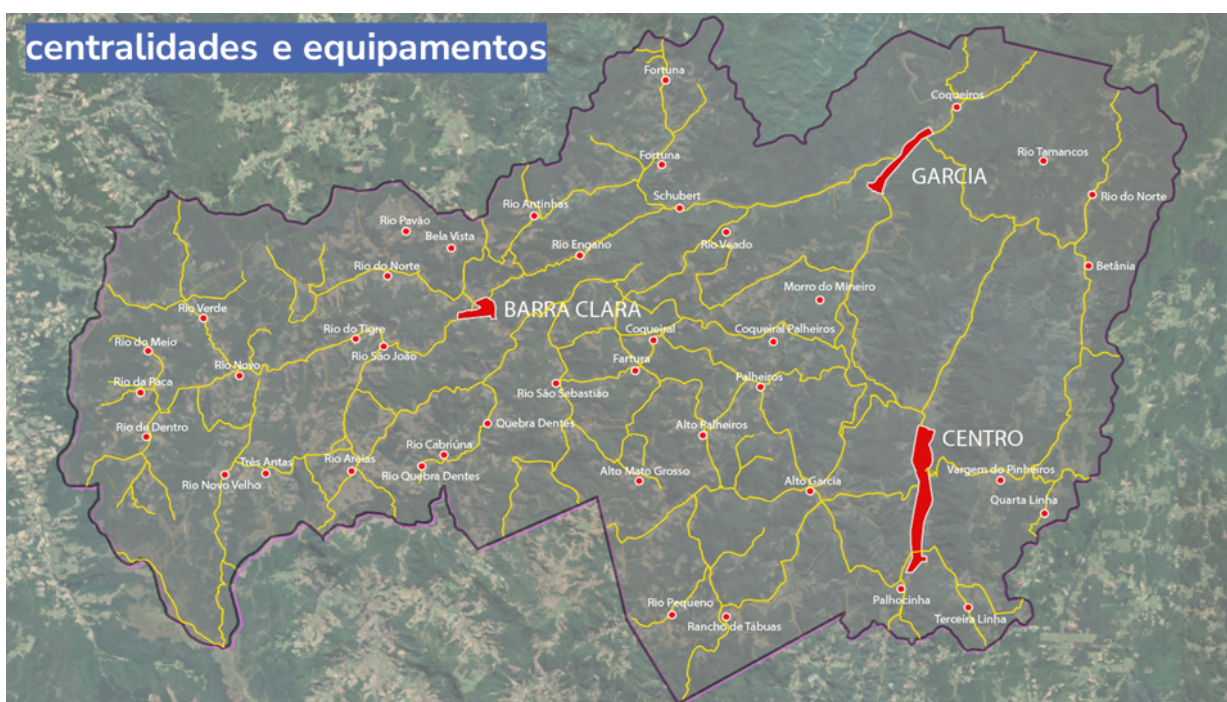 centralidades e equipamentos
Fortuna
Coqueiros
Fortuna
Rio Tamancos
GARCIA
Schubert
Rio do Norte
Rio Antinhas
Rio Pavão
Bela Vista
Rio Engano
Rio Veado
Rio do Norte
Betânia
Morro do Mineiro
Rio Verde
BARRA CLARA
Rio do Tigre
Coqueiral
Coqueiral Palheiros
Rio do Meio
Rio São João
Fartura
Rio Novo
Palheiros
Rio da Paca
Rio São Sebastião
Rio de Dentro
Quebra Dentes
Alto Palheiros
CENTRO
Rio Cabriúna
Três Antas
Rio Areias
Rio Quebra Dentes
Alto Mato Grosso
Vargem do Pinheiros
Rio Novo Velho
Alto Garcia
Quarta Linha
Palhocinha
Rio Pequeno
Terceira Linha
Rancho de Tábuas